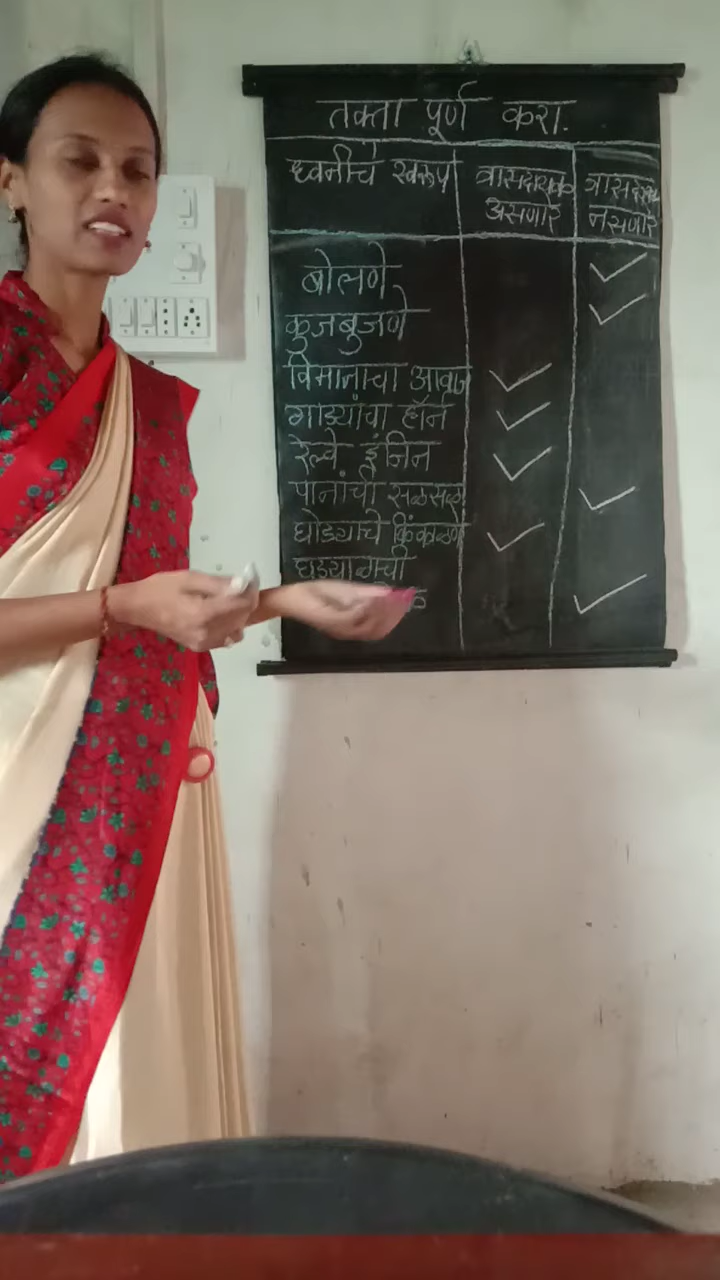 तक्ता पूर्ण करा.
ध्वनीचं स्वरूप त्रासदायक त्रासदायक
असणारे नसणारे
बोलणे ✓
कुजबुजणे ✓
विमानाचा आवाज ✓
गाड्यांचा हॉर्न ✓
रेल्वे इंजिन ✓
पानांची सळसळ ✓
घोड्याचे किंकाळणे ✓
घड्याळाची
✓